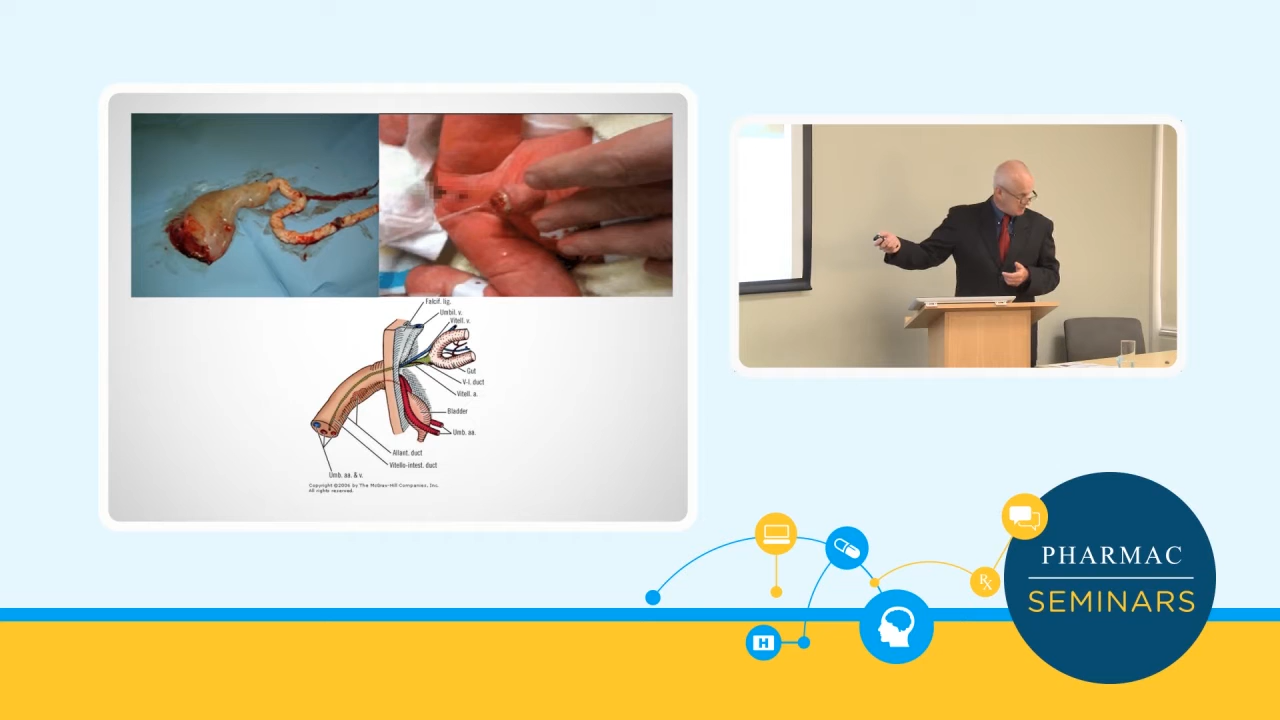 Falcif. lig.
Umbil. v.
Vitell. v.
Gut
V-I. duct
Vitell. a.
Bladder
Umb. aa.
Allant. duct
Vitello-intest. duct
Umb. aa. & v.
Copyright ©2006 by The McGraw-Hill Companies, Inc.
All rights reserved.
H
Rx
PHARMAC
SEMINARS